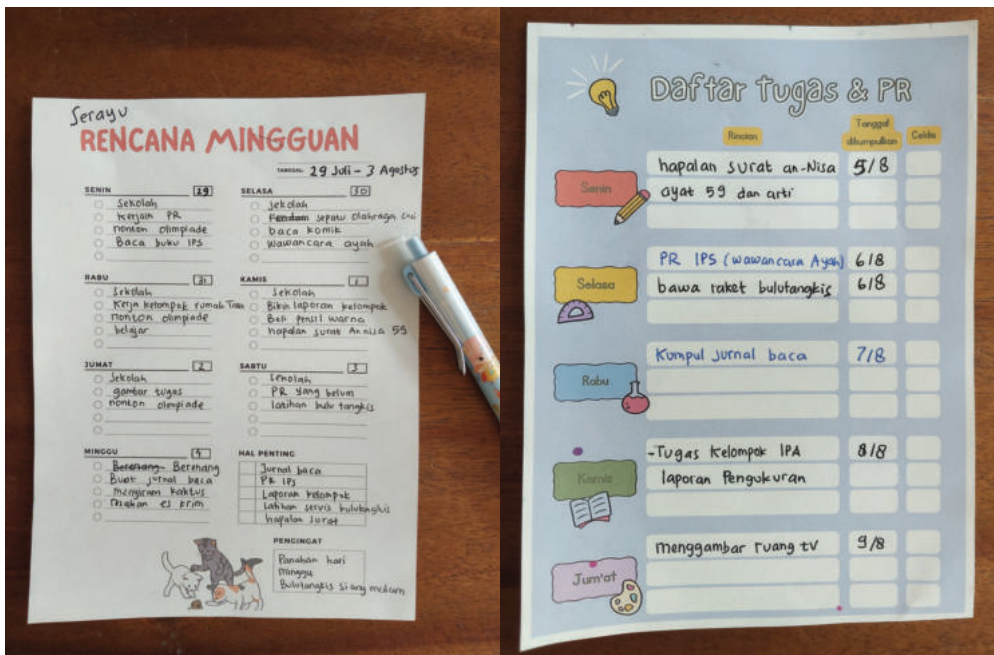 Serayu
RENCANA MINGGUAN
TANGGAL: 29 Juli - 3 Agostus
SENIN 29
Sekolah
Kerjain PR
nonton olimpiade
Baca buku IPS
SELASA 30
Sekolah
sepatu olahraga cuci
baca komik
wawancara ayah
RABU 31
Sekolah
Kerja kelompok rumah
nonton olimpiade
belajar
KAMIS 1
Sekolah
Bikin laporan kelompok
Beli pensil warna
hapalan surat Annisa 59
JUMAT 2
Sekolah
gambar tugas
nonton olimpiade
SABTU 3
Sekolah
PR yang belum
latihan bulu tangkis
MINGGU 4
Berenang Berenang
Buat jurnal baca
menyiram kaktus
makan es krim
HAL PENTING
Jurnal baca
PR IPS
Laporan kelompok
Latihan servis bulutangkis
hapalan surat
PENGINGAT
Panahan hari
minggu
Bulutangkis siang
Daftar Tugas & PR
Rincian
Tanggal dikumpulkan
Ceklis
Senin
hapalan surat an-Nisa 5/8
ayat 59 dan arti
Selasa
PR IPS (wawancara Ayah) 6/8
bawa raket bulutangkis 6/8
Rabu
Kumpul jurnal baca 7/8
Kamis
-Tugas Kelompok IPA 8/8
laporan Pengukuran
Jum'at
menggambar ruang tv 9/8